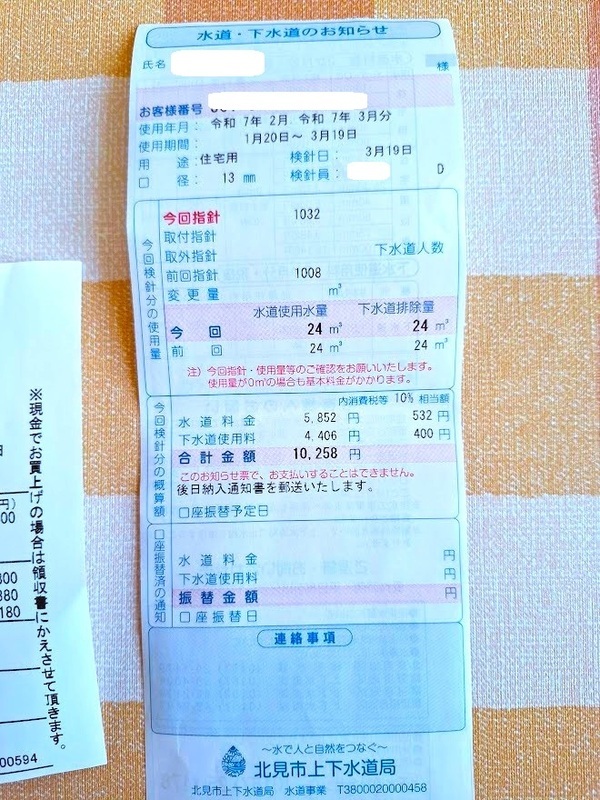 水道・下水道のお知らせ
氏名 様
お客様番号
使用年月: 令和 7年 2月 令和 7年 3月分
使用期間: 1月20日～ 3月19日
用途: 住宅用 検針日: 3月19日
口径: 13 mm 検針員: D
今回検針分の使用量
今回指針 1032
取付指針
取外指針 下水道人数
前回指針 1008
変更量 m³
水道使用水量 下水道排除量
今回 24 m³ 24 m³
前回 24 m³ 24 m³
注) 今回指針・使用量等のご確認をお願いいたします。
使用量が0m³の場合も基本料金がかかります。
今回検針分の概算額
内消費税等 10% 相当額
水道料金 5,852 円 532 円
下水道使用料 4,406 円 400 円
合計金額 10,258 円
このお知らせ票で、お支払いすることはできません。
後日納入通知書を郵送いたします。
口座振替予定日
口座振替済の通知
水道料金 円
下水道使用料 円
振替金額 円
口座振替日
連絡事項
～水で人と自然をつなぐ～
北見市上下水道局
北見市上下水道局 水道事業 T3800020000458
※現金でお買上げの場合は領収書にかえさせて頂きます。
円)
00
800
880
180
00594